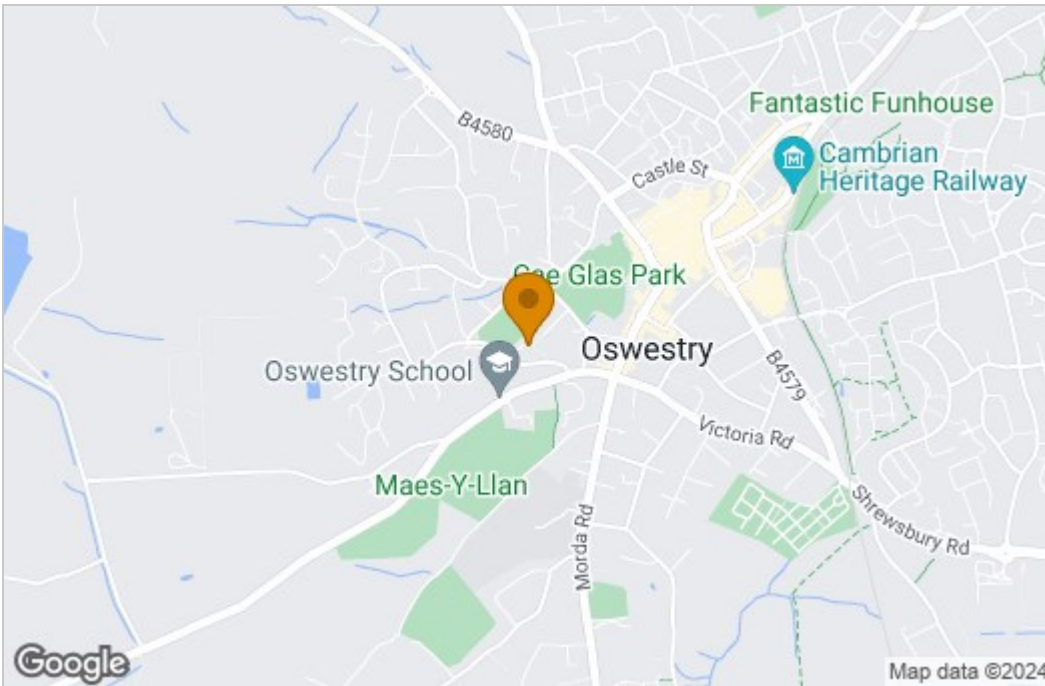 Fantastic Funhouse
B4580
Castle St
Cambrian
Heritage Railway
Cae Glas Park
Oswestry
Oswestry School
B4579
Victoria Rd
Maes-Y-Llan
Shrewsbury Rd
Morda Rd
Google
Map data ©2024